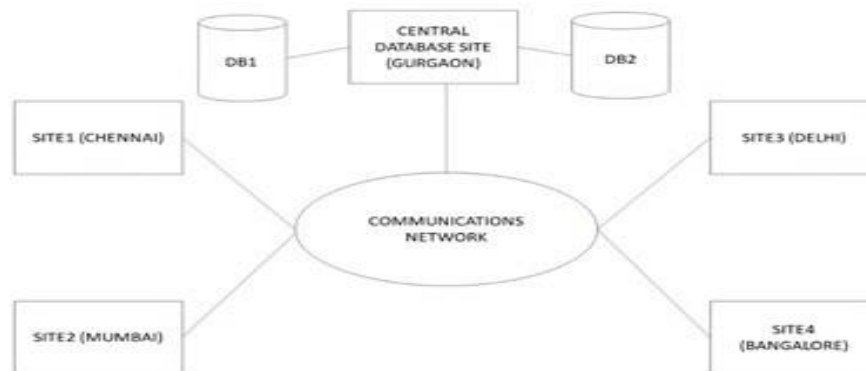 CENTRAL
DATABASE SITE
(GURGAON)
DB1
DB2
SITE1 (CHENNAI)
SITE3 (DELHI)
COMMUNICATIONS
NETWORK
SITE2 (MUMBAI)
SITE4
(BANGALORE)